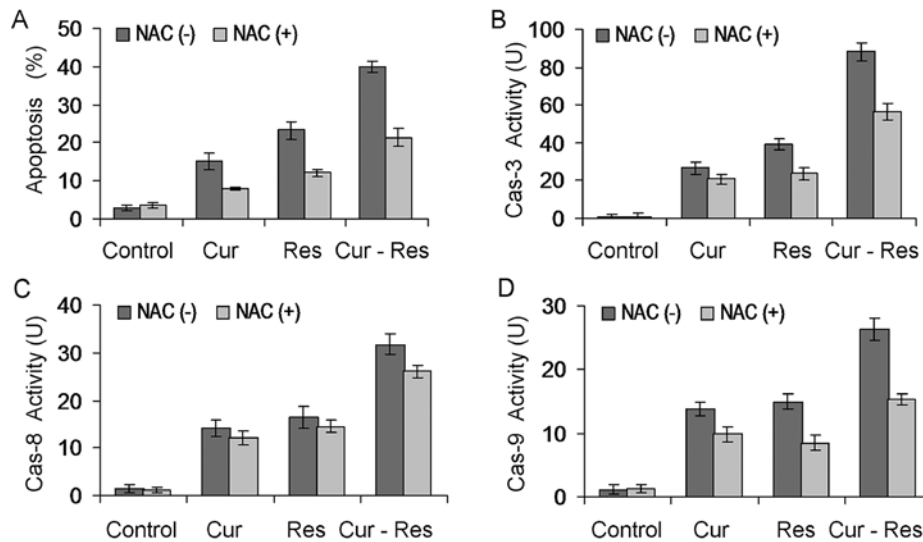 A
NAC (-) NAC (+)
Apoptosis (%)
50
40
30
20
10
0
Control Cur Res Cur - Res
B
NAC (-) NAC (+)
Cas-3 Activity (U)
100
80
60
40
20
0
Control Cur Res Cur - Res
C
NAC (-) NAC (+)
Cas-8 Activity (U)
40
30
20
10
0
Control Cur Res Cur - Res
D
NAC (-) NAC (+)
Cas-9 Activity (U)
30
20
10
0
Control Cur Res Cur - Res